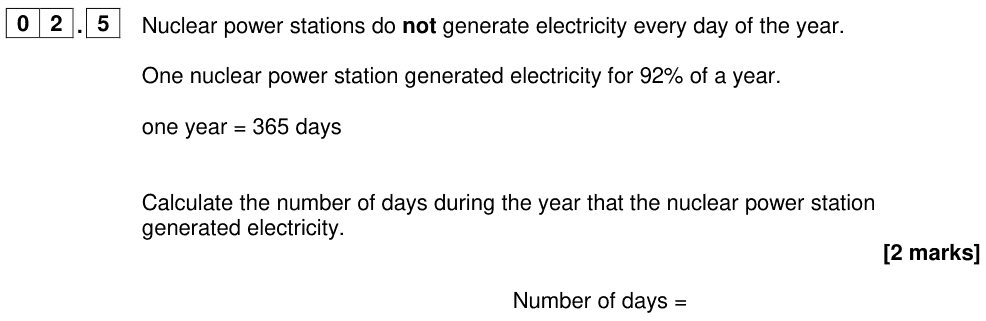 02.5 Nuclear power stations do not generate electricity every day of the year.
One nuclear power station generated electricity for 92% of a year.
one year = 365 days
Calculate the number of days during the year that the nuclear power station
generated electricity.
[2 marks]
Number of days =